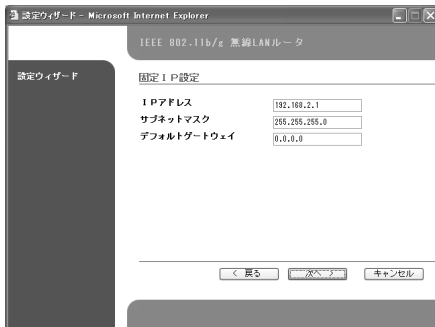 設定ウィザード - Microsoft Internet Explorer
IEEE 802.11b/g 無線LANルータ
設定ウィザード
固定ＩＰ設定
ＩＰアドレス 192.168.2.1
サブネットマスク 255.255.255.0
デフォルトゲートウェイ 0.0.0.0
< 戻る 次へ > キャンセル